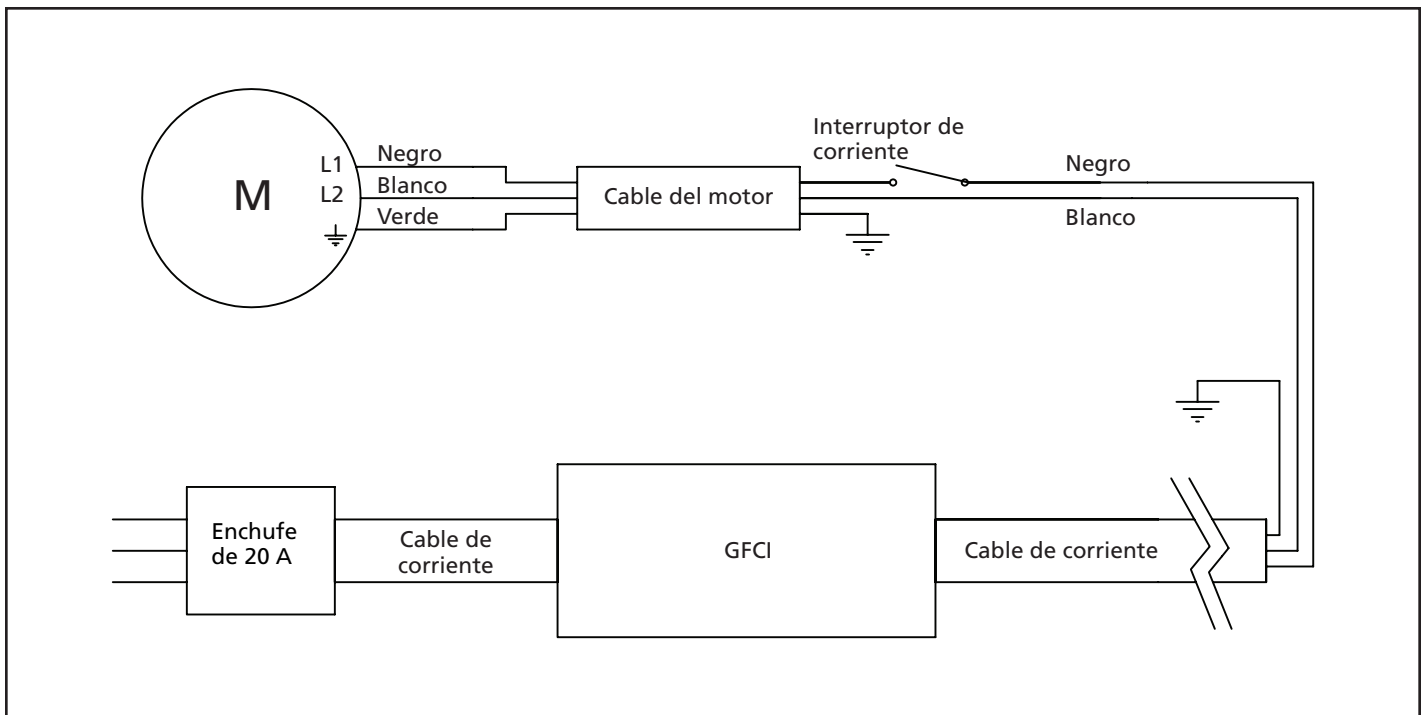 Interruptor de
corriente
Negro
Negro
L1
Blanco
L2
M
Cable del motor
Verde
Blanco
Enchufe
de 20 A
Cable de
corriente
GFCI
Cable de corriente